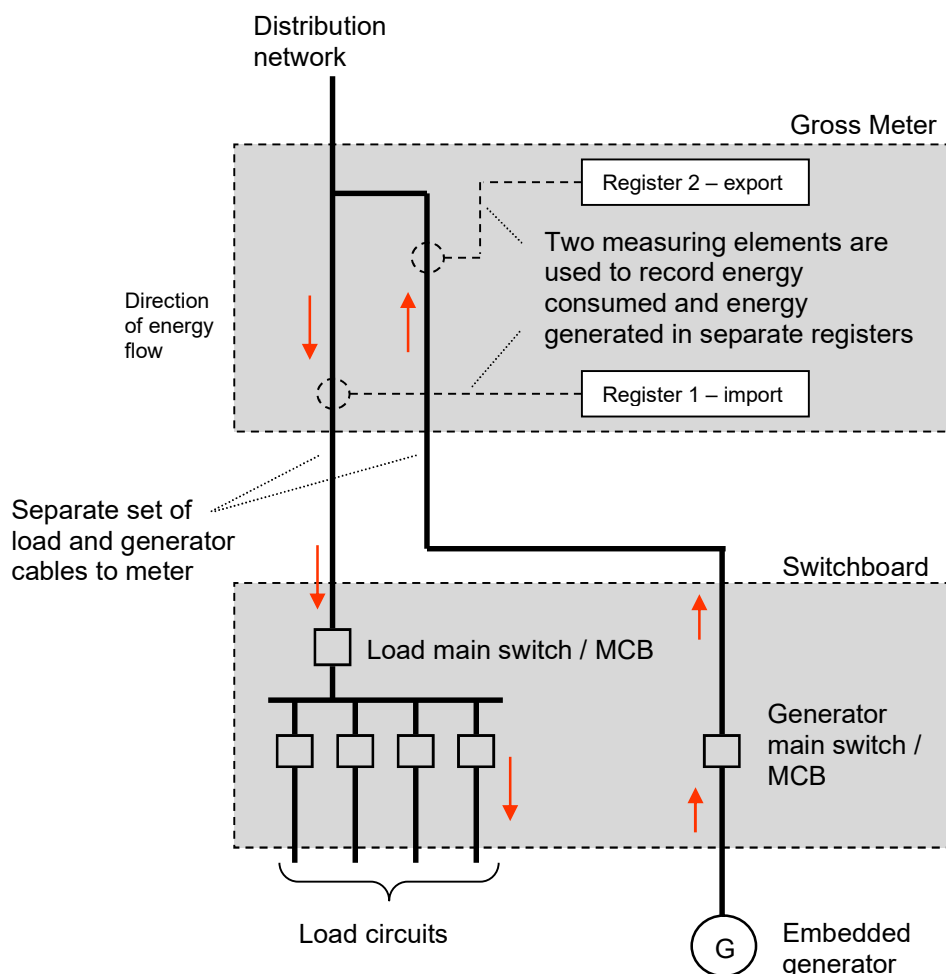 Distribution
network
Gross Meter
Register 2 – export
Two measuring elements are
used to record energy
consumed and energy
generated in separate registers
Direction
of energy
flow
Register 1 – import
Separate set of
load and generator
cables to meter
Switchboard
Load main switch / MCB
Generator
main switch /
MCB
Load circuits
G
Embedded
generator